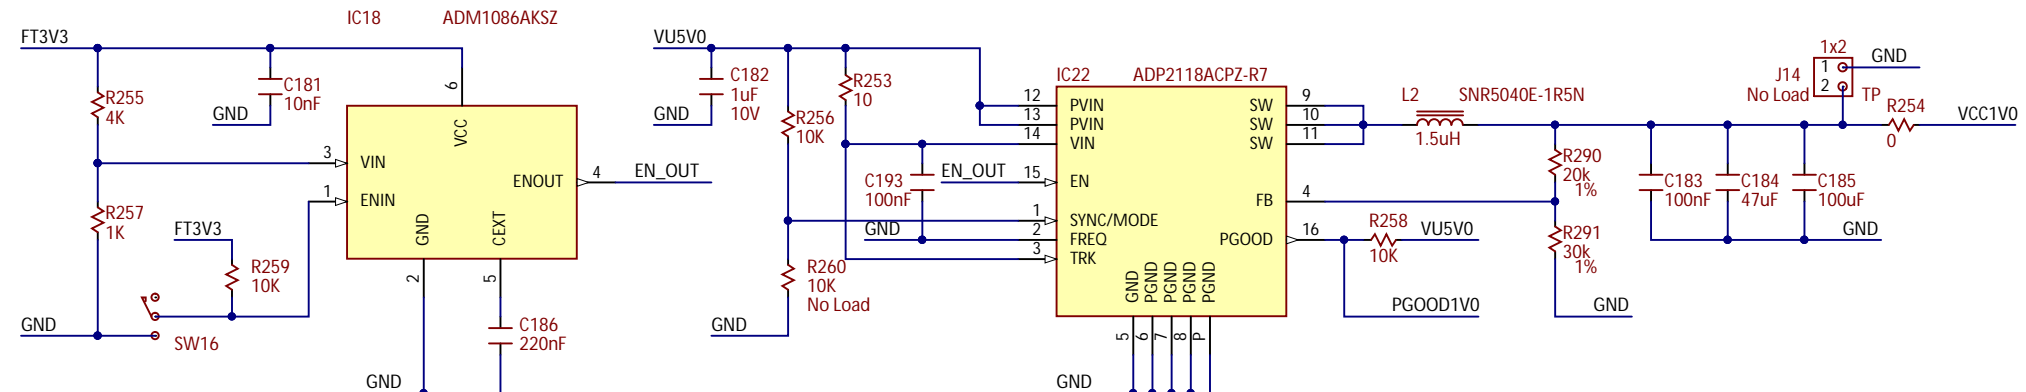 IC18 ADM1086AKSZ
FT3V3
R255
4K
C181
10nF
GND
6
VCC
3 VIN
1 ENIN
ENOUT 4 EN_OUT
R257
1K
FT3V3
R259
10K
GND
CEXT
2
5
GND
SW16
C186
220nF
GND
VU5V0
C182
1uF
10V
GND
R256
10K
R253
10
C193
100nF
EN_OUT
GND
R260
10K
No Load
GND
IC22 ADP2118ACPZ-R7
12 PVIN
13 PVIN
14 VIN
15 EN
1 SYNC/MODE
2 FREQ
3 TRK
SW 9
SW 10
SW 11
FB 4
PGOOD 16
GND
PGND
PGND
PGND
PGND
5
6
7
8
P
GND
L2 SNR5040E-1R5N
1.5uH
R258
10K
VU5V0
PGOOD1V0
R290
20k
1%
R291
30k
1%
GND
C183
100nF
C184
47uF
C185
100uF
GND
1x2
J14
No Load
1
2
GND
TP
R254
0
VCC1V0